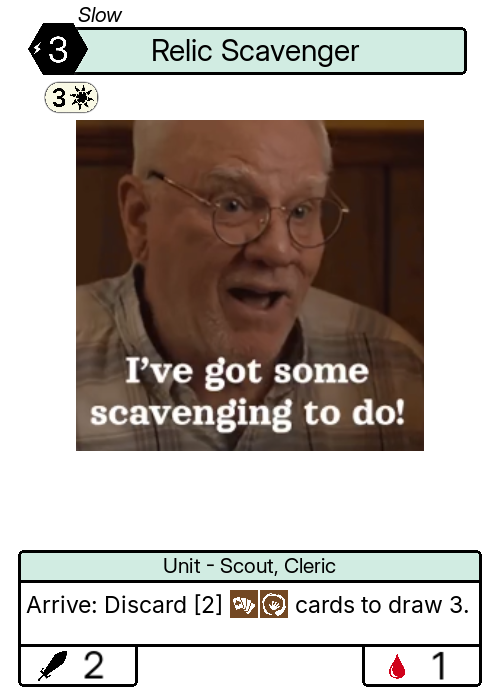 Slow
3
Relic Scavenger
3
I've got some
scavenging to do!
Unit - Scout, Cleric
Arrive: Discard [2] cards to draw 3.
2
1